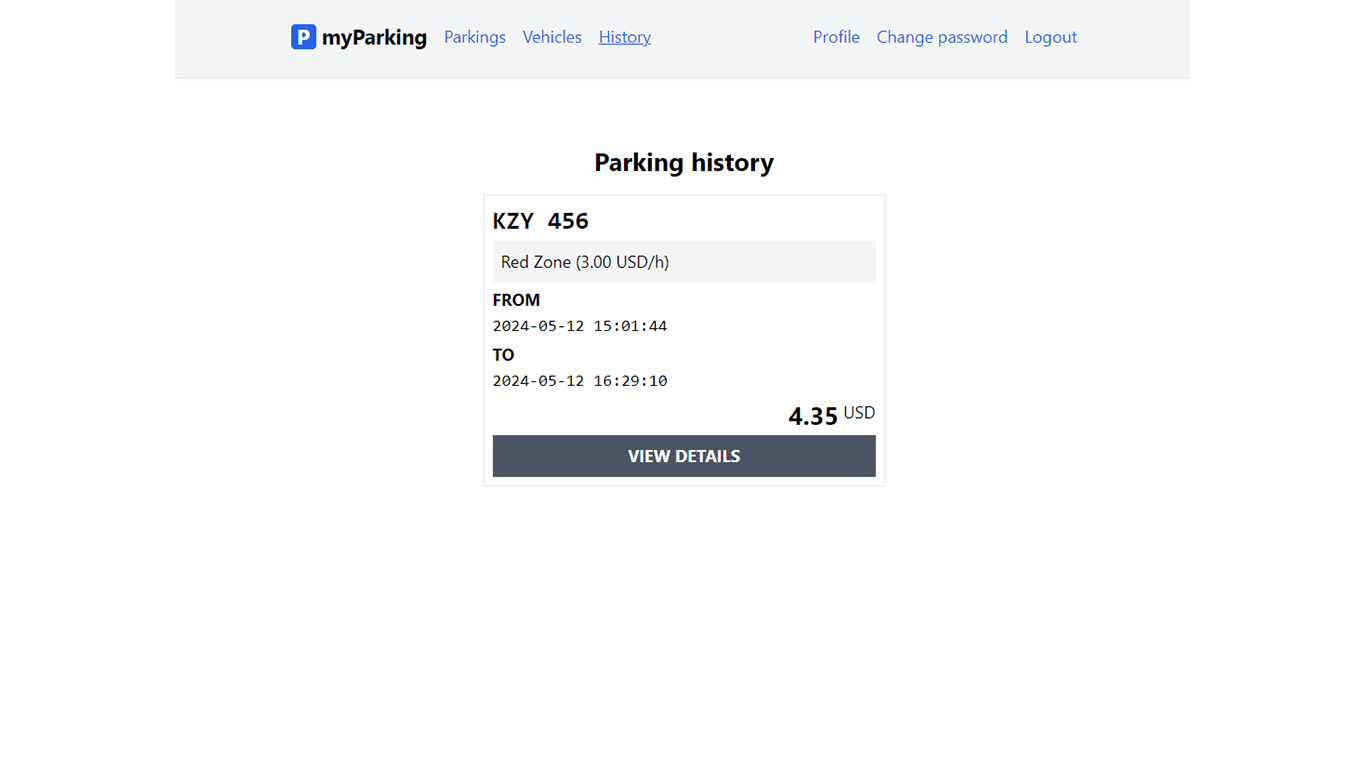 P myParking Parkings Vehicles History Profile Change password Logout
Parking history
KZY 456
Red Zone (3.00 USD/h)
FROM
2024-05-12 15:01:44
TO
2024-05-12 16:29:10
4.35 USD
VIEW DETAILS